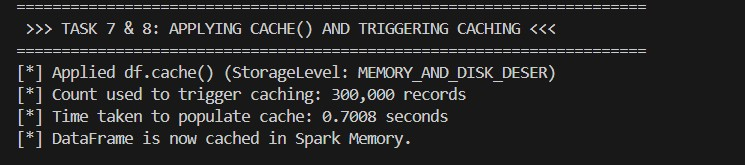 ======================================================================
>>> TASK 7 & 8: APPLYING CACHE() AND TRIGGERING CACHING <<<
======================================================================
[*] Applied df.cache() (StorageLevel: MEMORY_AND_DISK_DESER)
[*] Count used to trigger caching: 300,000 records
[*] Time taken to populate cache: 0.7008 seconds
[*] DataFrame is now cached in Spark Memory.